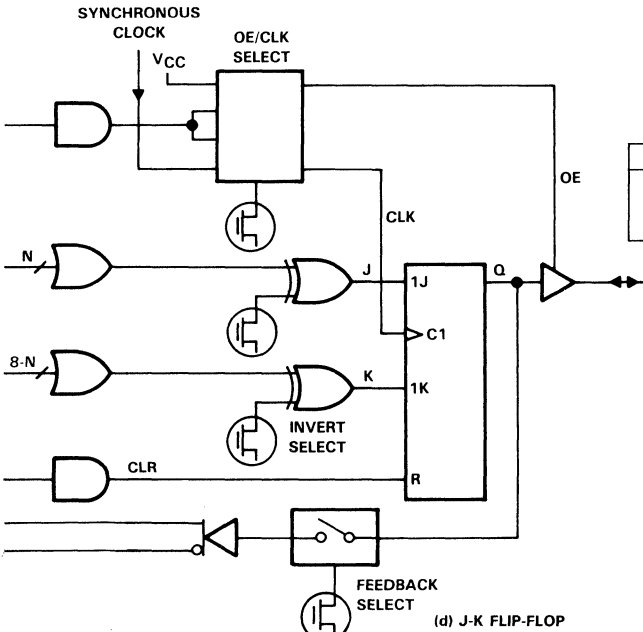 SYNCHRONOUS
CLOCK
OE/CLK
SELECT
VCC
OE
CLK
N
J
Q
1J
C1
8-N
K
1K
INVERT
SELECT
CLR
R
FEEDBACK
SELECT
(d) J-K FLIP-FLOP